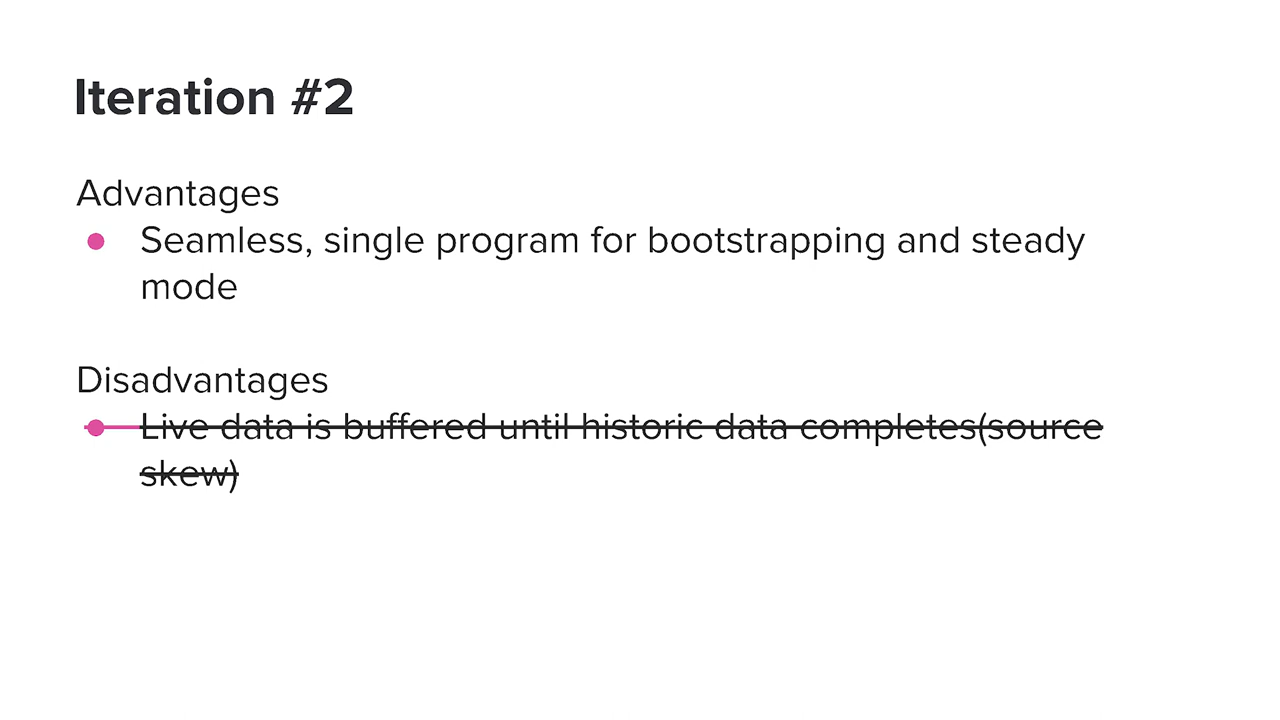 Iteration #2
Advantages
● Seamless, single program for bootstrapping and steady
mode
Disadvantages
● Live data is buffered until historic data completes(source
skew)